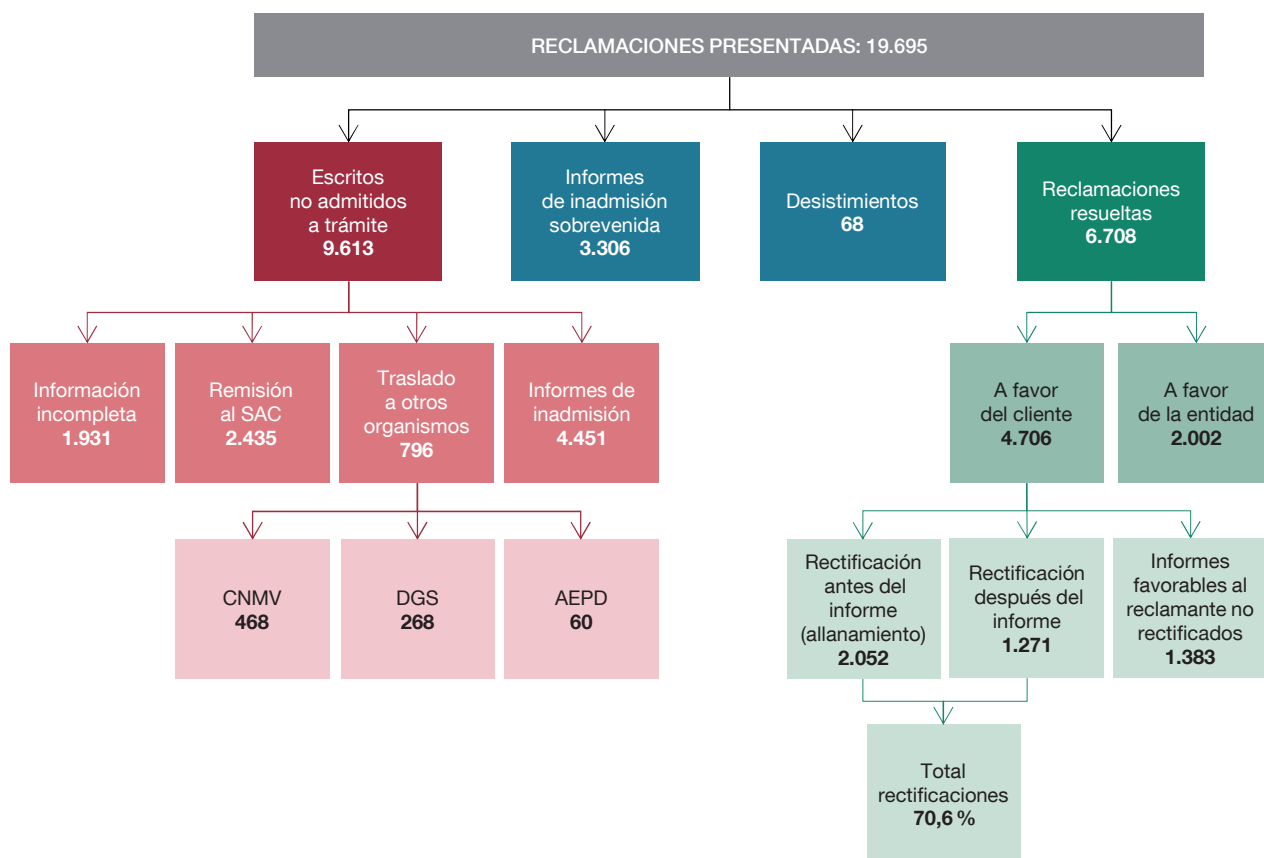 RECLAMACIONES PRESENTADAS: 19.695
Escritos
no admitidos
a trámite
9.613
Informes
de inadmisión
sobrevenida
3.306
Desistimientos
68
Reclamaciones
resueltas
6.708
Información
incompleta
1.931
Remisión
al SAC
2.435
Traslado
a otros
organismos
796
Informes de
inadmisión
4.451
A favor
del cliente
4.706
A favor
de la entidad
2.002
CNMV
468
DGS
268
AEPD
60
Rectificación
antes del
informe
(allanamiento)
2.052
Rectificación
después del
informe
1.271
Informes
favorables al
reclamante no
rectificados
1.383
Total
rectificaciones
70,6 %